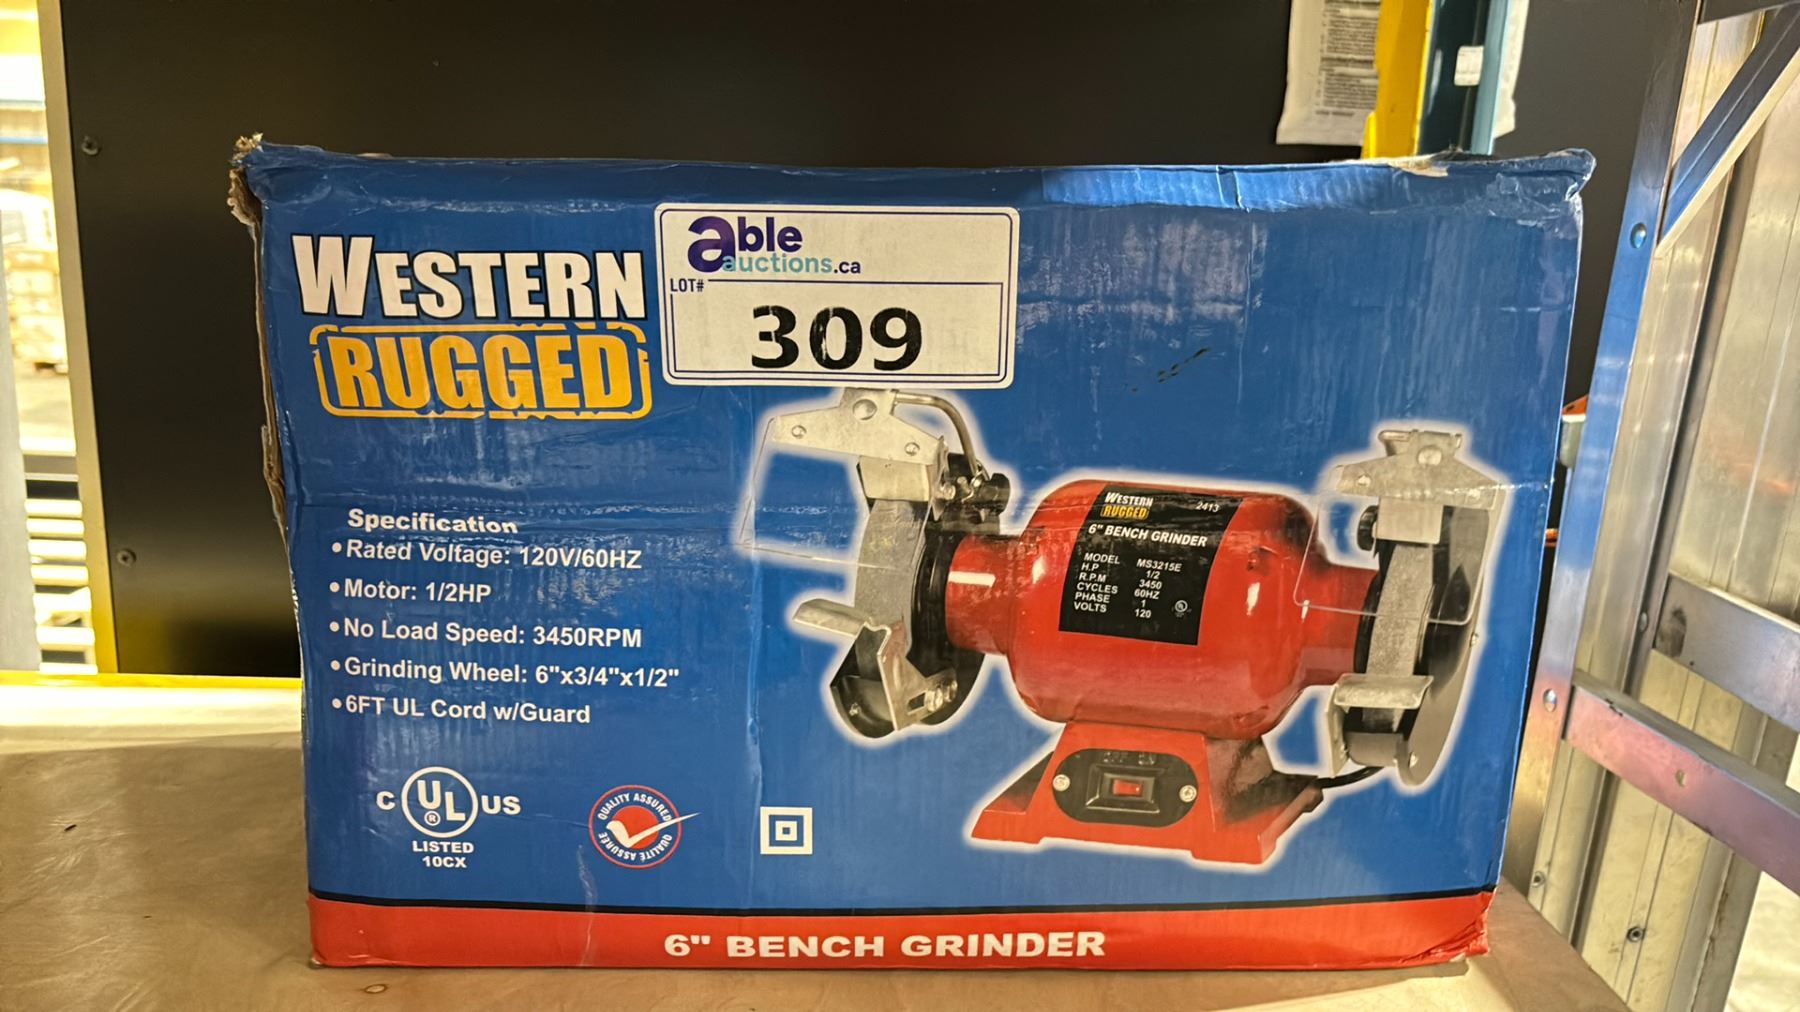 WESTERN
RUGGED
able
auctions.ca
LOT#
309
Specification
• Rated Voltage: 120V/60HZ
• Motor: 1/2HP
• No Load Speed: 3450RPM
• Grinding Wheel: 6"x3/4"x1/2"
• 6FT UL Cord w/Guard
C UL US
®
LISTED
10CX
QUALITY ASSURED
QUALITE ASSUREE
WESTERN
RUGGED
2413
6" BENCH GRINDER
MODEL MS3215E
H.P 1/2
R.P.M 3450
CYCLES 60HZ
PHASE 1
VOLTS 120
6" BENCH GRINDER